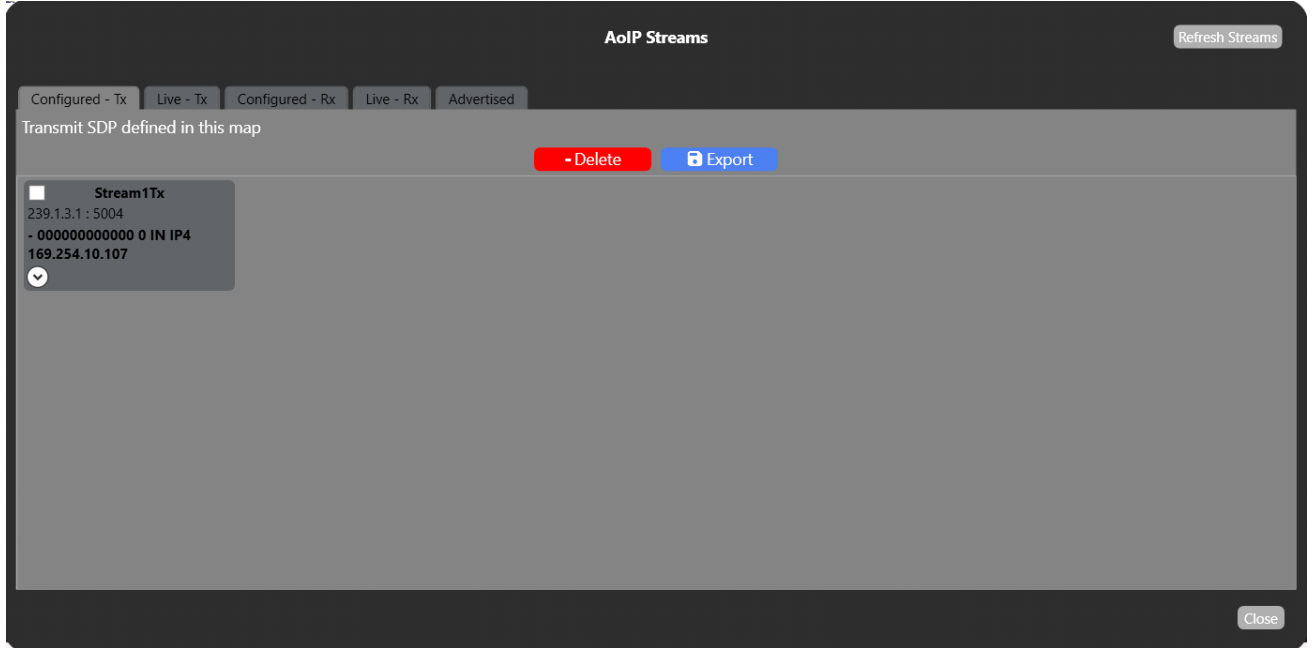 AoIP Streams
Refresh Streams
Configured - Tx
Live - Tx
Configured - Rx
Live - Rx
Advertised
Transmit SDP defined in this map
- Delete
Export
Stream1Tx
239.1.3.1 : 5004
- 000000000000 0 IN IP4
169.254.10.107
Close